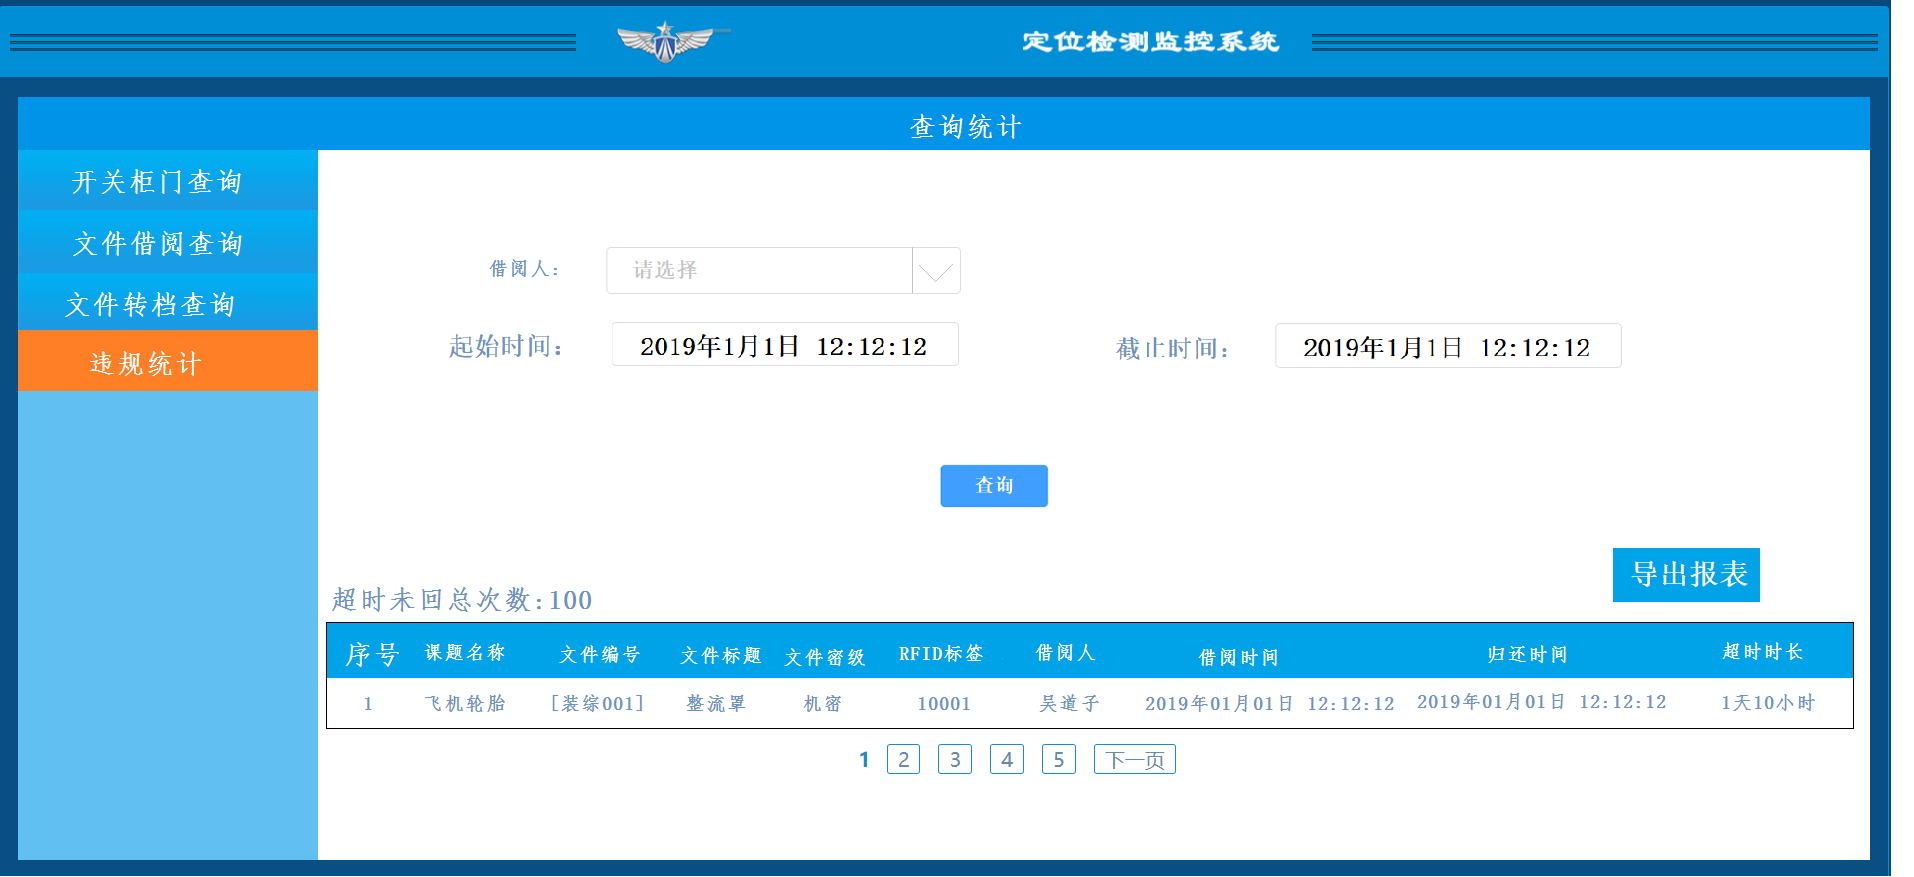 定位检测监控系统
查询统计
开关柜门查询
文件借阅查询
文件转档查询
违规统计
借阅人: 请选择
起始时间: 2019年1月1日 12:12:12 截止时间: 2019年1月1日 12:12:12
查询
导出报表
超时未回总次数:100
序号 课题名称 文件编号 文件标题 文件密级 RFID标签 借阅人 借阅时间 归还时间 超时时长
1 飞机轮胎 [装综001] 整流罩 机密 10001 吴道子 2019年01月01日 12:12:12 2019年01月01日 12:12:12 1天10小时
1 2 3 4 5 下一页